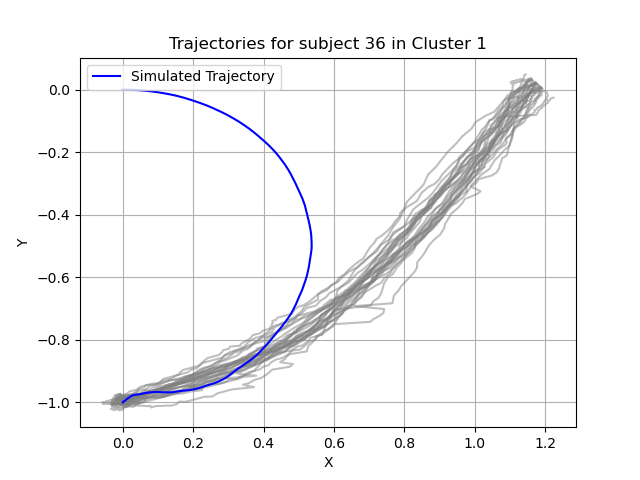 Trajectories for subject 36 in Cluster 1
Simulated Trajectory
0.0
−0.2
−0.4
−0.6
−0.8
−1.0
Y
0.0 0.2 0.4 0.6 0.8 1.0 1.2
X